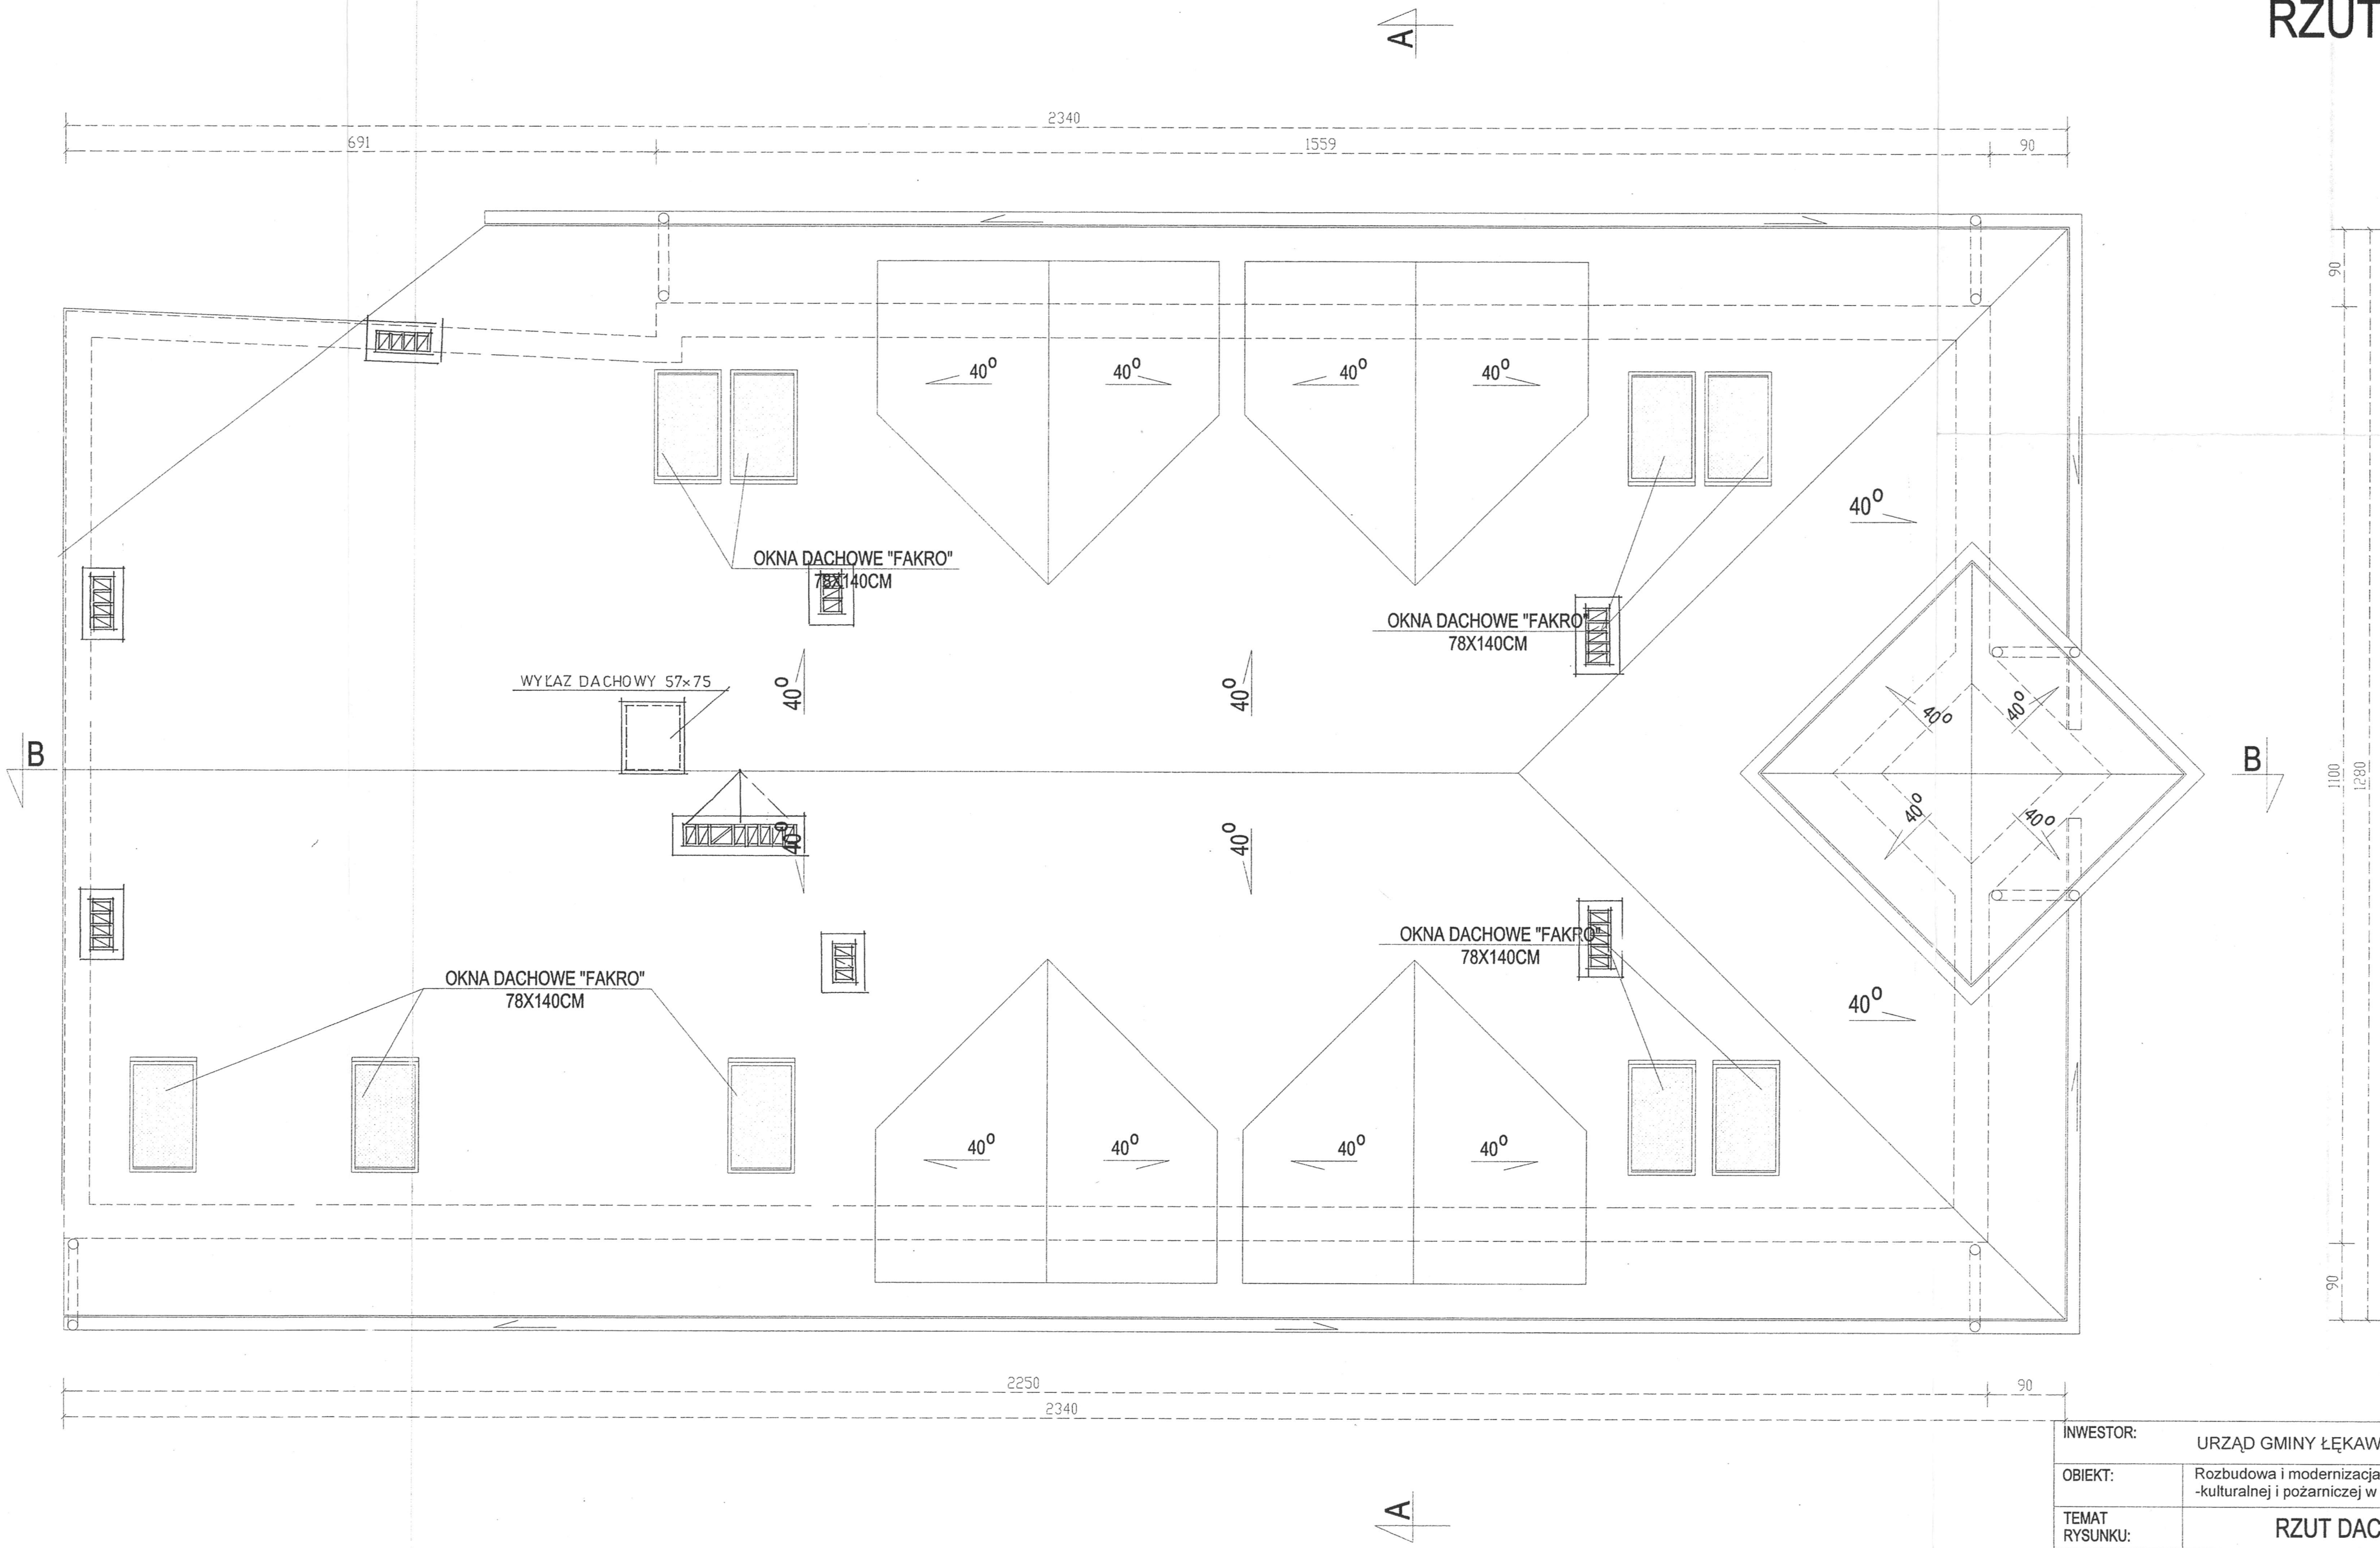 RZUT
A
2340
691
1559
90
90
40°
40°
40°
40°
40°
OKNA DACHOWE "FAKRO"
78X140CM
OKNA DACHOWE "FAKRO"
78X140CM
WYŁAZ DACHOWY 57x75
40°
40°
40°
40°
B
B
1100
1280
40°
40°
40°
40°
OKNA DACHOWE "FAKRO"
78X140CM
OKNA DACHOWE "FAKRO"
78X140CM
40°
40°
40°
40°
40°
90
2250
90
2340
A
INWESTOR:
URZĄD GMINY ŁĘKAW
OBIEKT:
Rozbudowa i modernizacja
-kulturalnej i pożarniczej w
TEMAT
RYSUNKU:
RZUT DAC